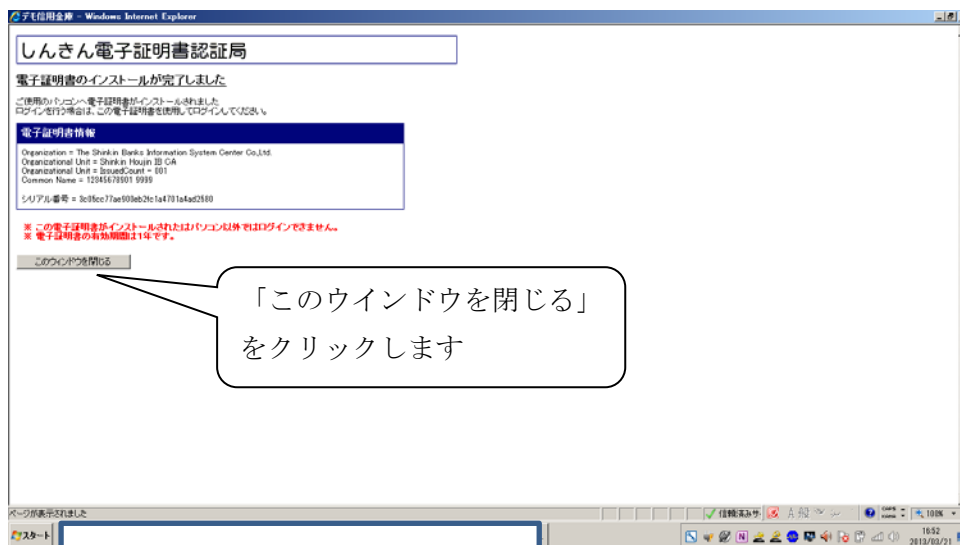 デモ信用金庫 - Windows Internet Explorer
しんきん電子証明書認証局
電子証明書のインストールが完了しました
ご使用のパソコンへ電子証明書がインストールされました
ログインを行う場合は、この電子証明書を使用してログインしてください。
電子証明書情報
Organization = The Shinkin Banks Information System Center Co.,Ltd.
Organizational Unit = Shinkin Houjin IB CA
Organizational Unit = IssuedCount = 001
Common Name = 12345678901 9999
シリアル番号 =
※ この電子証明書がインストールされたはパソコン以外ではログインできません。
※ 電子証明書の有効期間は1年です。
このウィンドウを閉じる
「このウインドウを閉じる」
をクリックします
ページが表示されました
信頼済みサ
100%
スタート
16:52
2013/03/21